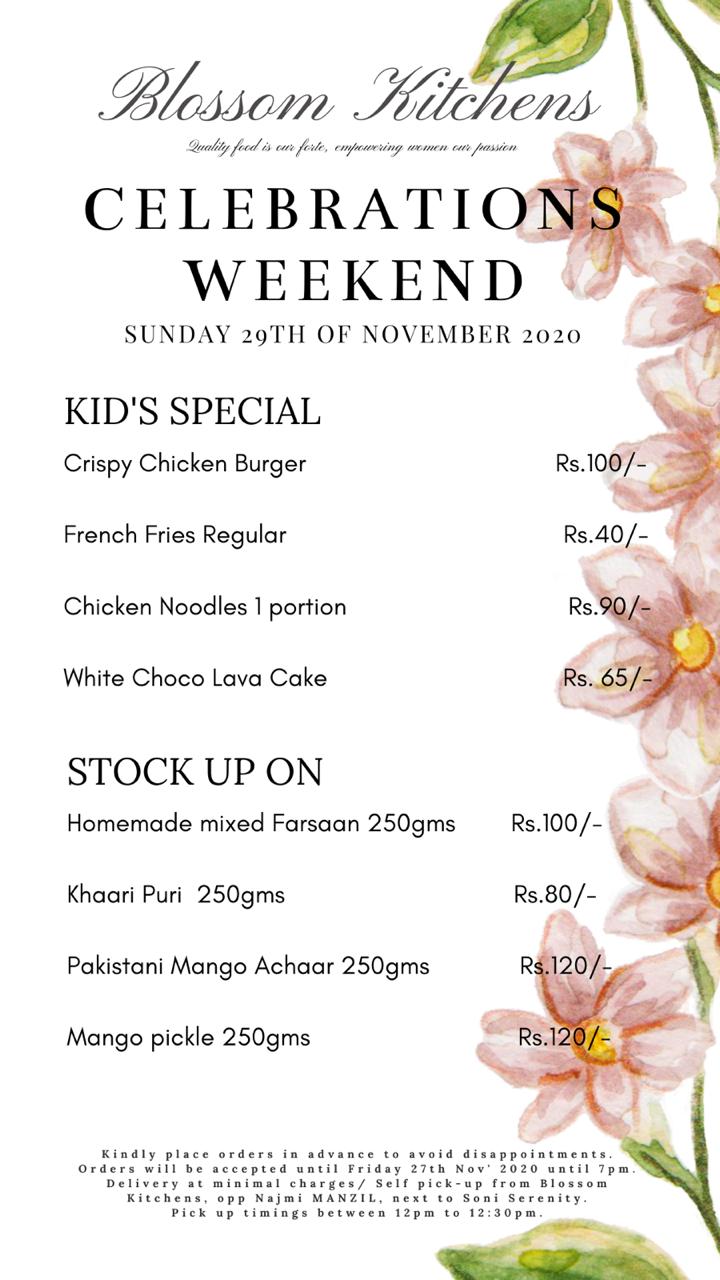 Blossom Kitchens
Quality food is our forte, empowering women our passion
CELEBRATIONS
WEEKEND
SUNDAY 29TH OF NOVEMBER 2020
KID'S SPECIAL
Crispy Chicken Burger Rs.100/-
French Fries Regular Rs.40/-
Chicken Noodles 1 portion Rs.90/-
White Choco Lava Cake Rs. 65/-
STOCK UP ON
Homemade mixed Farsaan 250gms Rs.100/-
Khaari Puri 250gms Rs.80/-
Pakistani Mango Achaar 250gms Rs.120/-
Mango pickle 250gms Rs.120/-
Kindly place orders in advance to avoid disappointments.
Orders will be accepted until Friday 27th Nov' 2020 until 7pm.
Delivery at minimal charges/ Self pick-up from Blossom
Kitchens, opp Najmi MANZIL, next to Soni Serenity.
Pick up timings between 12pm to 12:30pm.